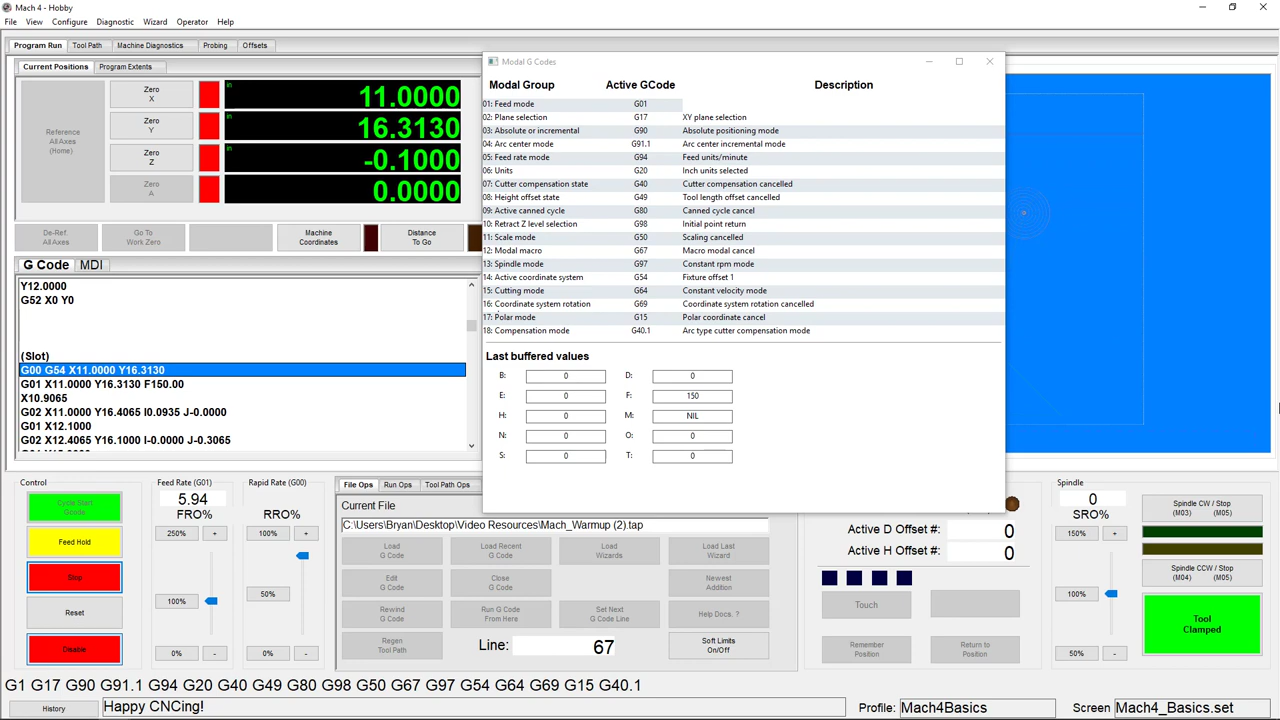 Mach 4 - Hobby
File View Configure Diagnostic Wizard Operator Help
Program Run Tool Path Machine Diagnostics Probing Offsets
Current Positions Program Extents
Reference
All Axes
(Home)
Zero
X
in
11.0000
Zero
Y
in
16.3130
Zero
Z
in
-0.1000
Zero
A
0.0000
De-Ref
All Axes
Go To
Work Zero
Machine
Coordinates
Distance
To Go
G Code MDI
Y12.0000
G52 X0 Y0
(Slot)
G00 G54 X11.0000 Y16.3130
G01 X11.0000 Y16.3130 F150.00
X10.9065
G02 X11.0000 Y16.4065 I0.0935 J-0.0000
G01 X12.1000
G02 X12.4065 Y16.1000 I-0.0000 J-0.3065
Modal G Codes
Modal Group Active GCode Description
01: Feed mode G01
02: Plane selection G17 XY plane selection
03: Absolute or incremental G90 Absolute positioning mode
04: Arc center mode G91.1 Arc center incremental mode
05: Feed rate mode G94 Feed units/minute
06: Units G20 Inch units selected
07: Cutter compensation state G40 Cutter compensation cancelled
08: Height offset state G49 Tool length offset cancelled
09: Active canned cycle G80 Canned cycle cancel
10: Retract Z level selection G98 Initial point return
11: Scale mode G50 Scaling cancelled
12: Modal macro G67 Macro modal cancel
13: Spindle mode G97 Constant rpm mode
14: Active coordinate system G54 Fixture offset 1
15: Cutting mode G64 Constant velocity mode
16: Coordinate system rotation G69 Coordinate system rotation cancelled
17: Polar mode G15 Polar coordinate cancel
18: Compensation mode G40.1 Arc type cutter compensation mode
Last buffered values
B: 0 D: 0
E: 0 F: 150
H: 0 M: NIL
N: 0 O: 0
S: 0 T: 0
Control
Cycle Start
Gcode
Feed Hold
Stop
Reset
Disable
Feed Rate (G01)
5.94
FRO%
250% +
100%
0% -
Rapid Rate (G00)
RRO%
100% +
50%
0% -
File Ops Run Ops Tool Path Ops
Current File
C:\Users\Bryan\Desktop\Video Resources\Mach_Warmup (2).tap
Load
G Code
Load Recent
G Code
Load
Wizards
Load Last
Wizard
Edit
G Code
Close
G Code
Newest
Addition
Rewind
G Code
Run G Code
From Here
Set Next
G Code Line
Help Docs. ?
Regen
Tool Path
Line: 67
Soft Limits
On/Off
Active D Offset #: 0
Active H Offset #: 0
Touch
Remember
Position
Return to
Position
Spindle
0
SRO%
150% +
100%
50% -
Spindle CW / Stop
(M03) (M05)
Spindle CCW / Stop
(M04) (M05)
Tool
Clamped
G1 G17 G90 G91.1 G94 G20 G40 G49 G80 G98 G50 G67 G97 G54 G64 G69 G15 G40.1
History Happy CNCing! Profile: Mach4Basics Screen Mach4_Basics.set